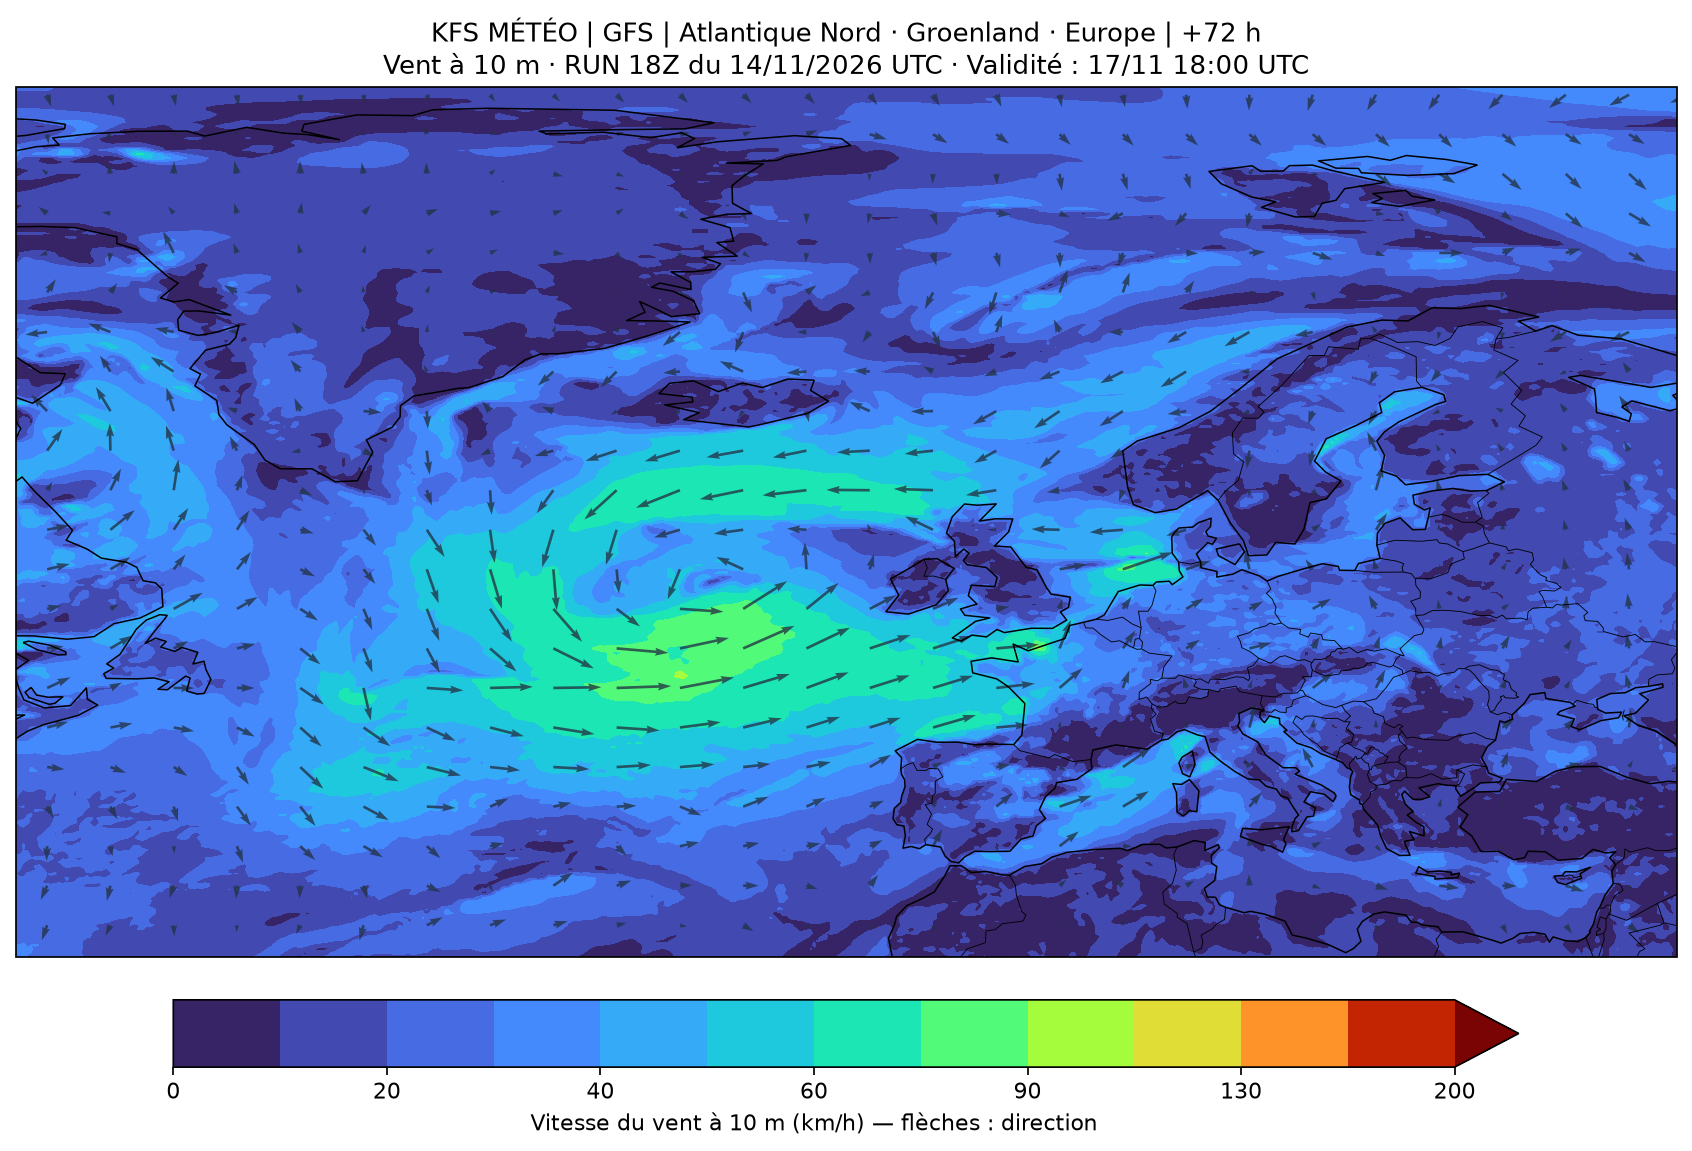 KFS MÉTÉO | GFS | Atlantique Nord · Groenland · Europe | +72 h
Vent à 10 m · RUN 18Z du 14/11/2026 UTC · Validité : 17/11 18:00 UTC
0 20 40 60 90 130 200
Vitesse du vent à 10 m (km/h) — flèches : direction